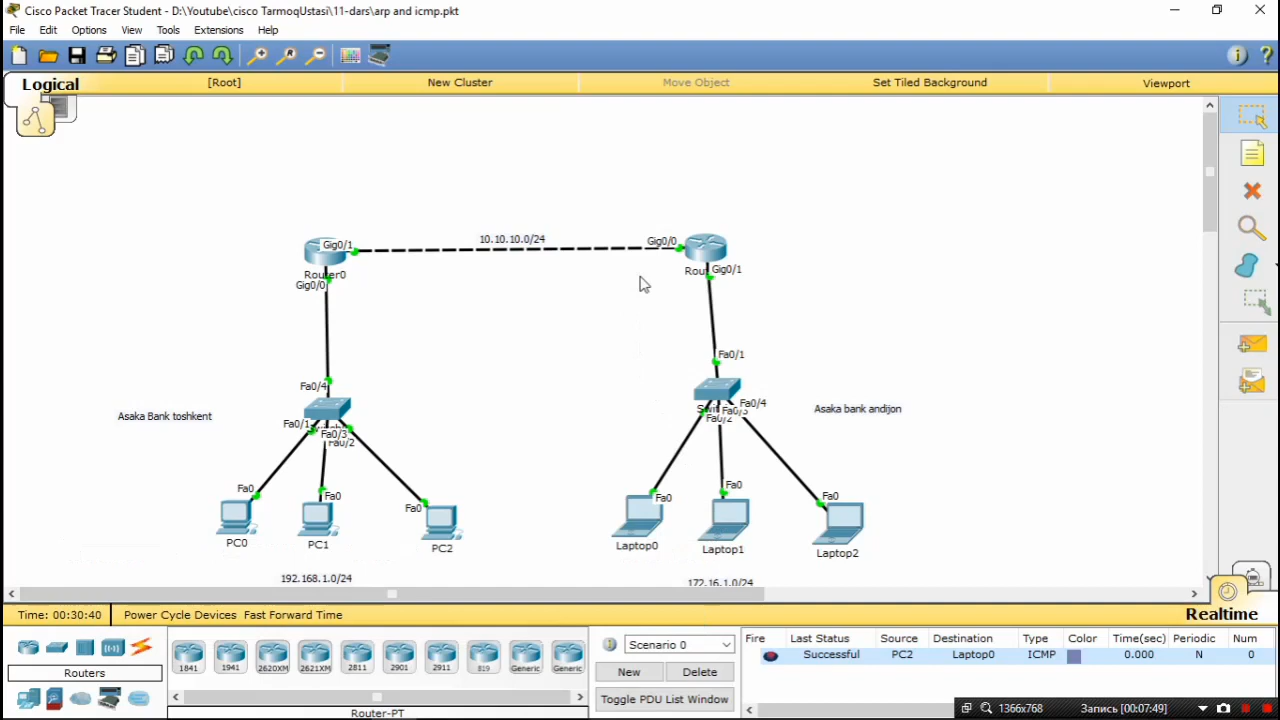 Cisco Packet Tracer Student - D:\Youtube\cisco TarmoqUstasi\11-dars\arp and icmp.pkt
File Edit Options View Tools Extensions Help
Logical [Root] New Cluster Move Object Set Tiled Background Viewport
10.10.10.0/24
Gig0/1
Gig0/0
Router0
Gig0/0
Rou
Gig0/1
Fa0/4
Fa0/1
Asaka Bank toshkent
Asaka bank andijon
Fa0/1
Fa0/3
Fa0/2
Fa0/4
Fa0/3
Fa0/2
Fa0
Fa0
Fa0
Fa0
Fa0
Fa0
PC0
PC1
PC2
Laptop0
Laptop1
Laptop2
192.168.1.0/24
172.16.1.0/24
Time: 00:30:40 Power Cycle Devices Fast Forward Time
Realtime
Routers
1841 1941 2620XM 2621XM 2811 2901 2911 819 Generic Generic
Router-PT
Scenario 0
New Delete
Toggle PDU List Window
Fire Last Status Source Destination Type Color Time(sec) Periodic Num
Successful PC2 Laptop0 ICMP 0.000 N 0
1366x768 Запись [00:07:49]